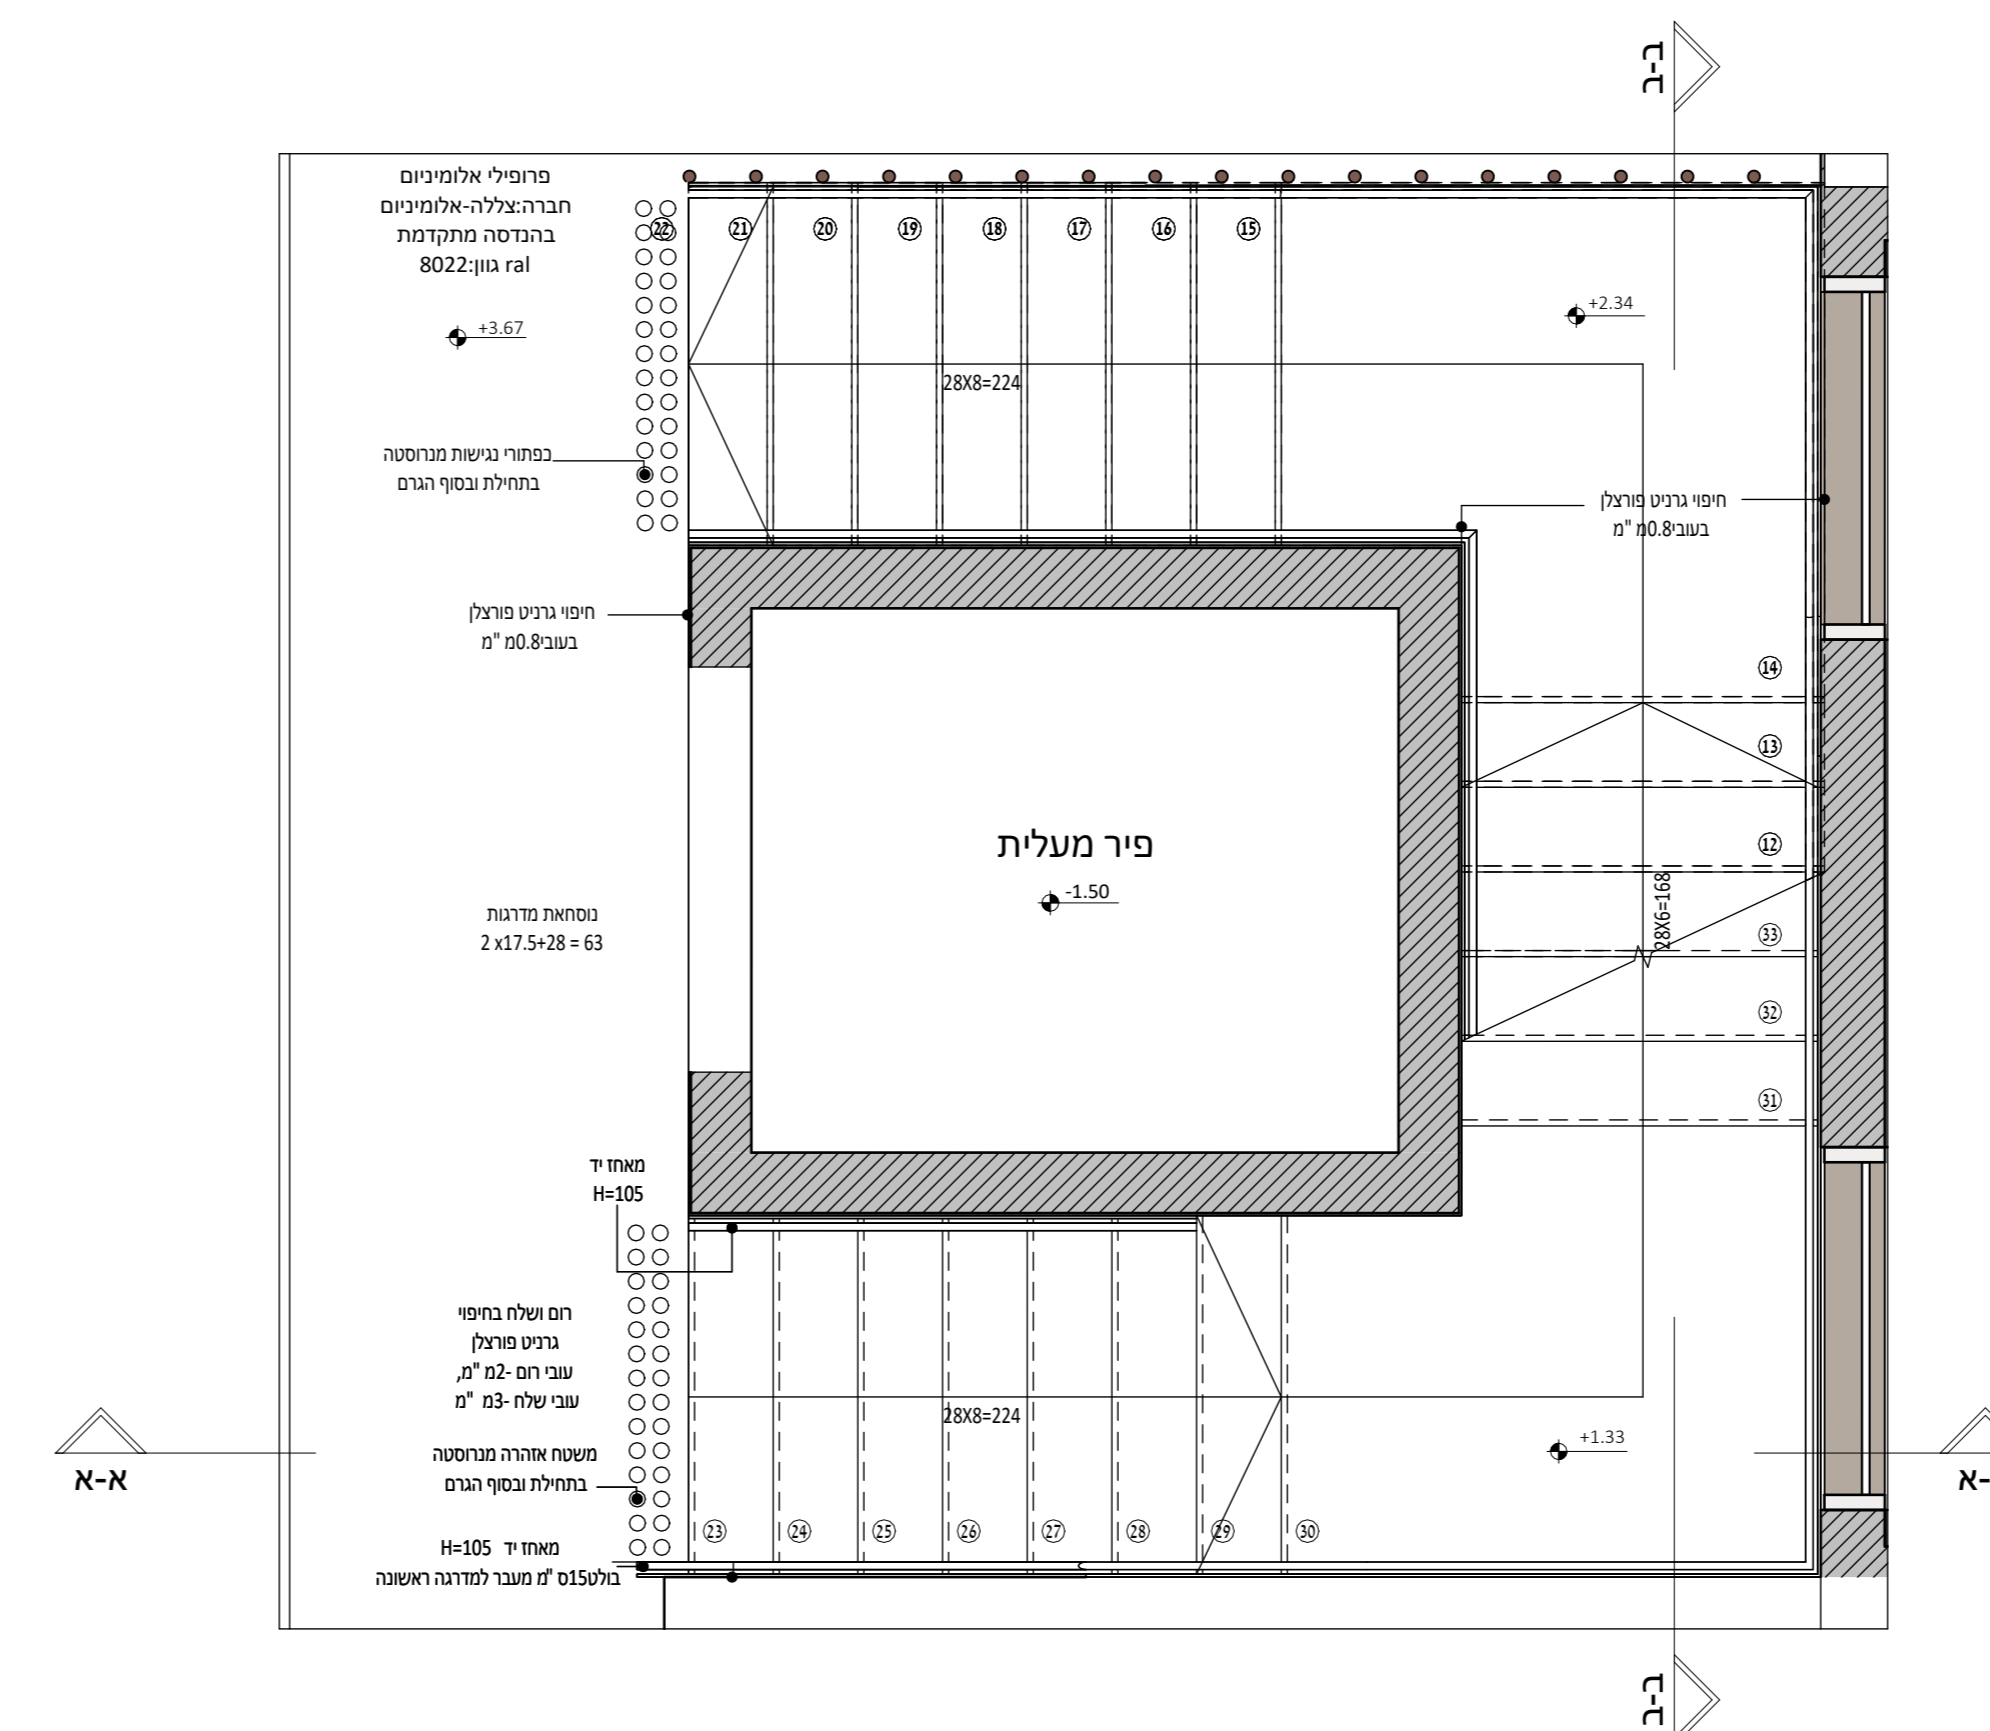 ב-ב
פרופילי אלומיניום
חברה:צללה-אלומיניום
בהנדסה מתקדמת
ral גוון:8022
+3.67
22 21 20 19 18 17 16 15
+2.34
28X8=224
כפתורי נגישות מנרוסטה
בתחילת ובסוף הגרם
חיפוי גרניט פורצלן
בעובי0.8מ "מ
חיפוי גרניט פורצלן
בעובי0.8מ "מ
14
13
12
33
32
31
28X6=168
פיר מעלית
-1.50
נוסחאת מדרגות
2 x17.5+28 = 63
מאחז יד
H=105
רום ושלח בחיפוי
גרניט פורצלן
עובי רום -2מ "מ,
עובי שלח -3מ "מ
28X8=224
+1.33
א-א
א-
משטח אזהרה מנרוסטה
בתחילת ובסוף הגרם
23 24 25 26 27 28 29 30
מאחז יד H=105
בולט15ס "מ מעבר למדרגה ראשונה
ב-ב